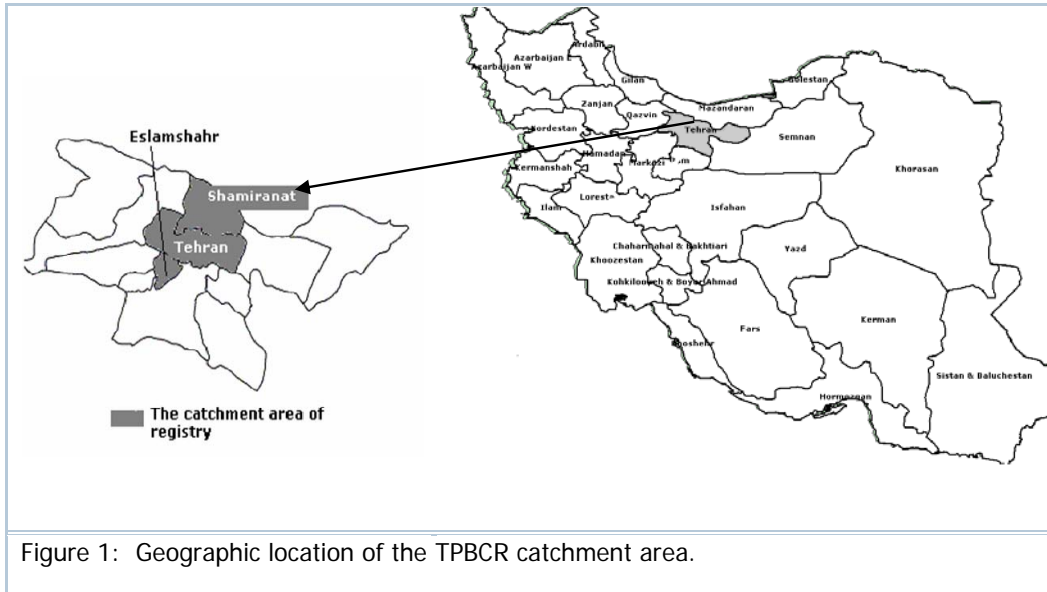 Eslamshahr
Shamiranat
Tehran
The catchment area of
registry
Ardabil
Azarbaijan E
Azarbaijan W
Gilan
Golestan
Mazandaran
Zanjan
Qazvin
Tehran
Semnan
Kordestan
Hamadan
Markazi
Khorasan
Kermanshah
Ilam
Isfahan
Chaharmahal & Bakhtiari
Yazd
Khoozestan
Kohkilooyeh & Boyer Ahmad
Fars
Kerman
Booshehr
Sistan & Baluchestan
Hormozgan
Figure 1: Geographic location of the TPBCR catchment area.